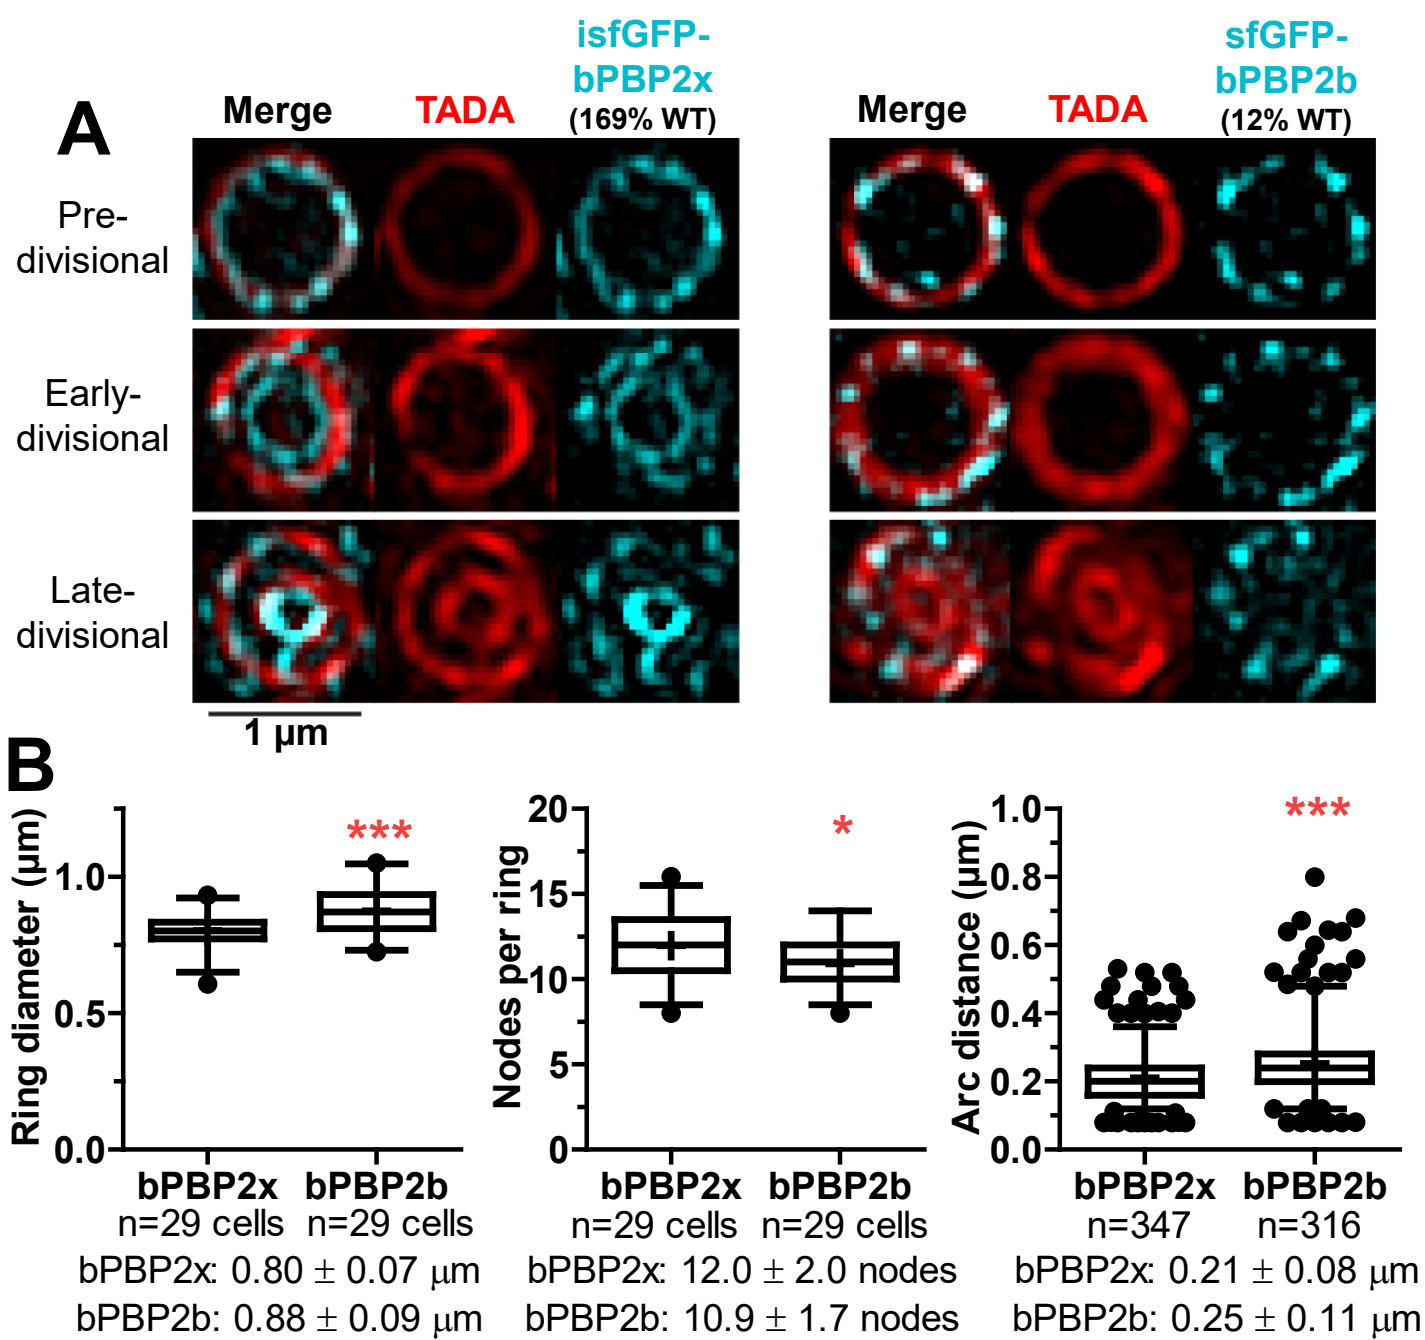 A
Merge
TADA
isfGFP-
bPBP2x
(169% WT)
Merge
TADA
sfGFP-
bPBP2b
(12% WT)
Pre-
divisional
Early-
divisional
Late-
divisional
1 µm
B
Ring diameter (µm)
1.0
0.5
0.0
***
bPBP2x
bPBP2b
n=29 cells
n=29 cells
bPBP2x: 0.80 ± 0.07 µm
bPBP2b: 0.88 ± 0.09 µm
Nodes per ring
20
15
10
5
0
*
bPBP2x
bPBP2b
n=29 cells
n=29 cells
bPBP2x: 12.0 ± 2.0 nodes
bPBP2b: 10.9 ± 1.7 nodes
Arc distance (µm)
1.0
0.8
0.6
0.4
0.2
0.0
***
bPBP2x
bPBP2b
n=347
n=316
bPBP2x: 0.21 ± 0.08 µm
bPBP2b: 0.25 ± 0.11 µm